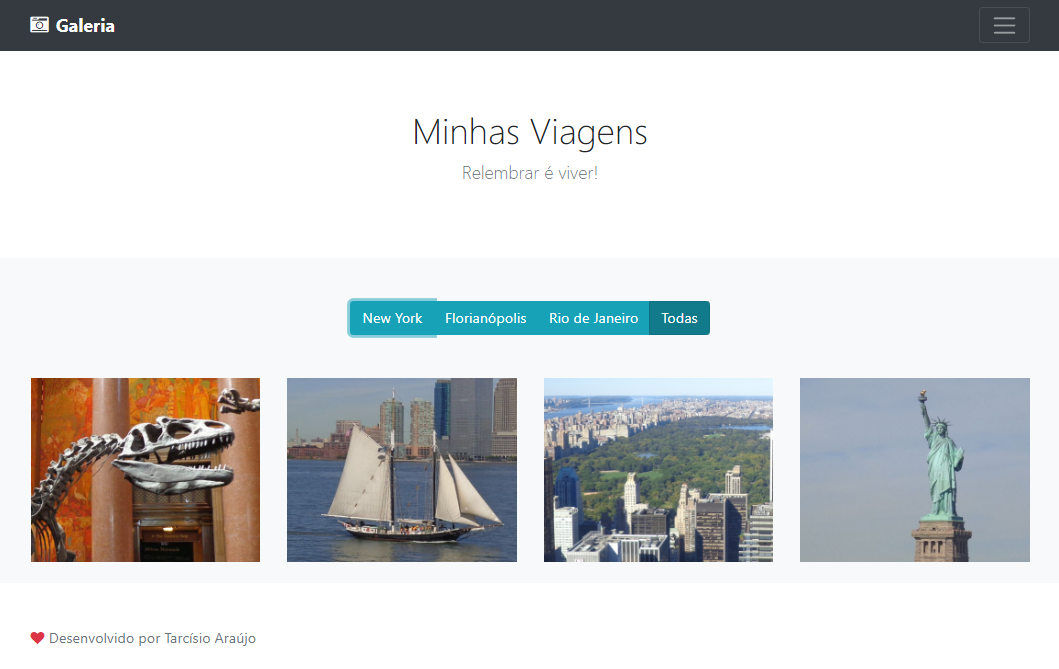 Galeria
Minhas Viagens
Relembrar é viver!
New York Florianópolis Rio de Janeiro Todas
Desenvolvido por Tarcísio Araújo